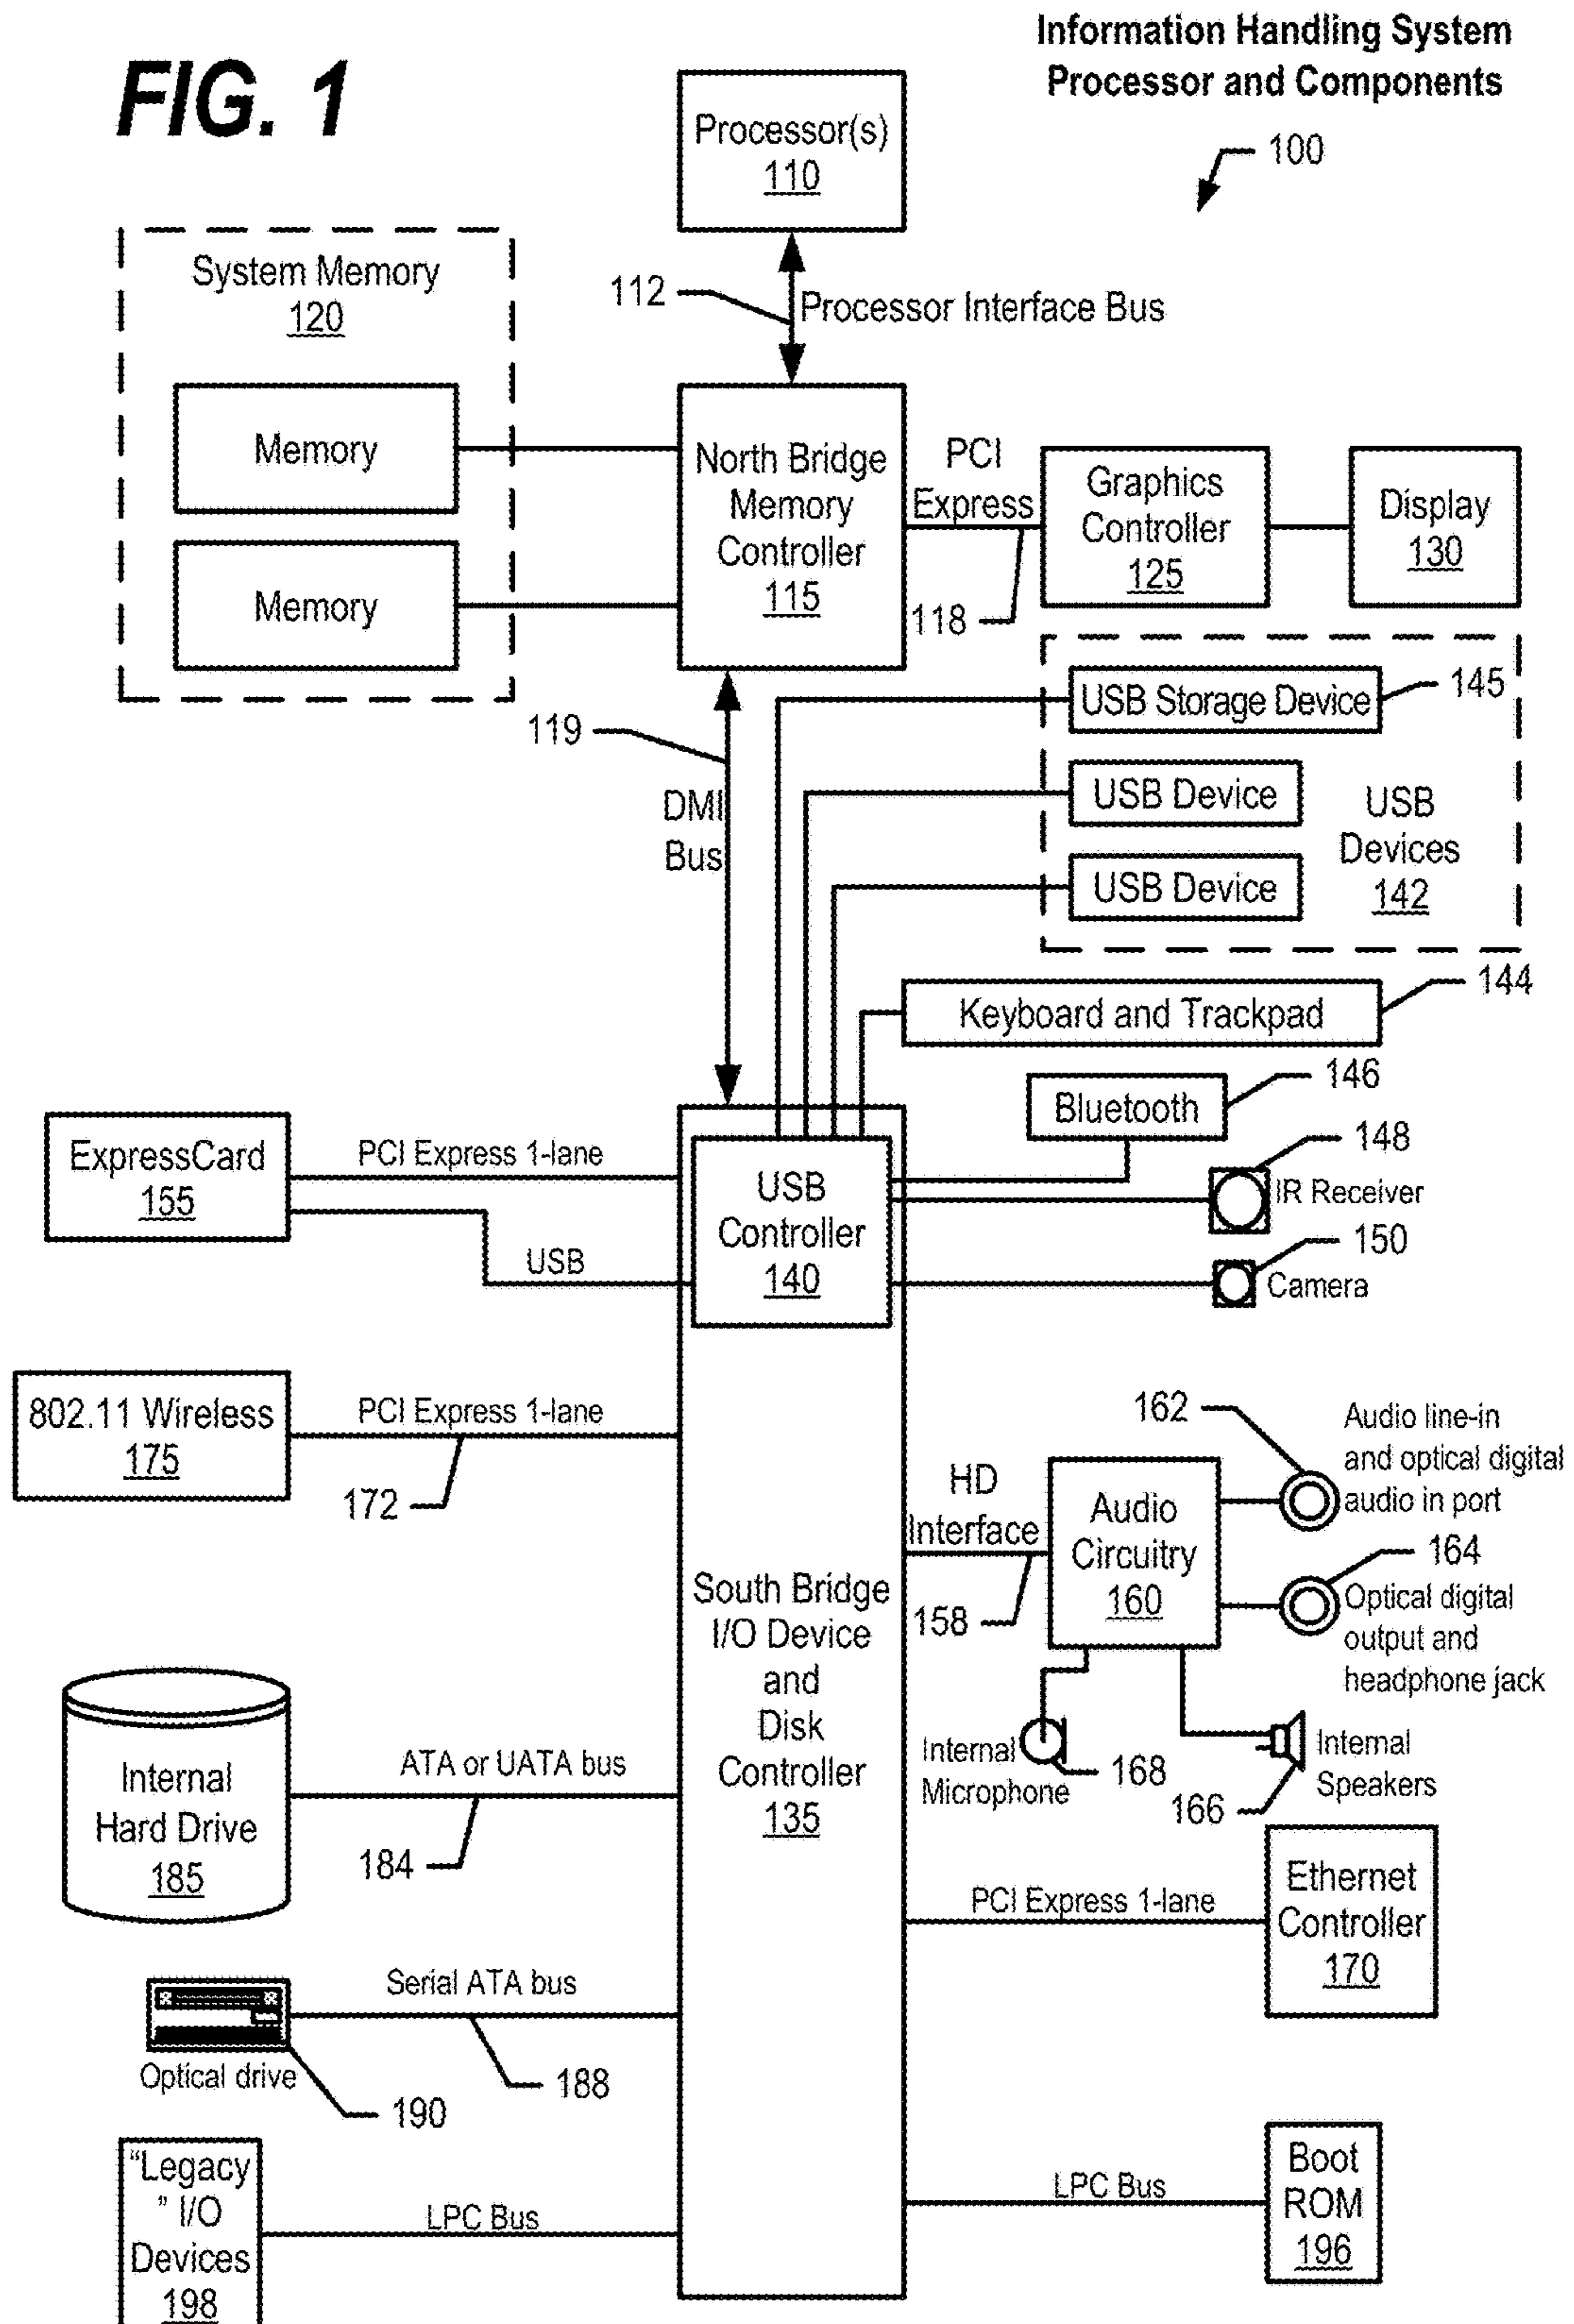 FIG. 1
Information Handling System
Processor and Components
100
Processor(s)
110
112
Processor Interface Bus
System Memory
120
Memory
Memory
North Bridge
Memory
Controller
115
PCI
Express
118
Graphics
Controller
125
Display
130
119
DMI
Bus
USB Storage Device
145
USB Device
USB Device
USB
Devices
142
Keyboard and Trackpad
144
Bluetooth
146
148
IR Receiver
150
Camera
ExpressCard
155
PCI Express 1-lane
USB
USB
Controller
140
802.11 Wireless
175
PCI Express 1-lane
172
South Bridge
I/O Device
and
Disk
Controller
135
HD
Interface
158
Audio
Circuitry
160
162
Audio line-in
and optical digital
audio in port
164
Optical digital
output and
headphone jack
Internal
Microphone
168
166
Internal
Speakers
Internal
Hard Drive
185
ATA or UATA bus
184
PCI Express 1-lane
Ethernet
Controller
170
Serial ATA bus
188
Optical drive
190
"Legacy
" I/O
Devices
198
LPC Bus
LPC Bus
Boot
ROM
196